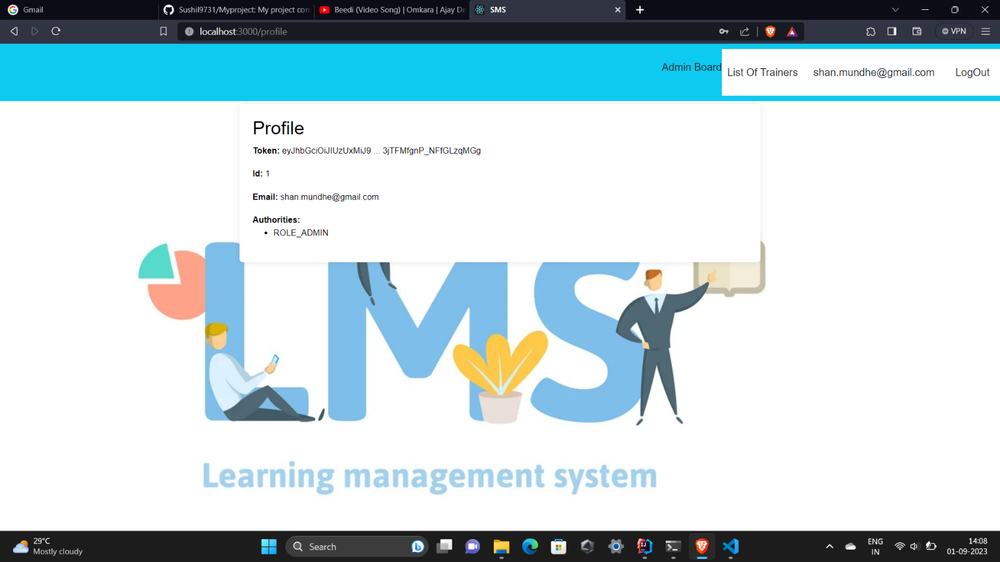 Gmail
Sushil9731/Myproject: My project con
Beedi (Video Song) | Omkara | Ajay De
SMS
localhost:3000/profile
VPN
Admin Board
List Of Trainers
shan.mundhe@gmail.com
LogOut
Profile
Token: eyJhbGciOiJIUzUxMiJ9 ... 3jTFMfgnP_NFfGLzqMGg
Id: 1
Email: shan.mundhe@gmail.com
Authorities:
• ROLE_ADMIN
LMS
Learning management system
29°C
Mostly cloudy
Search
ENG
IN
14:08
01-09-2023